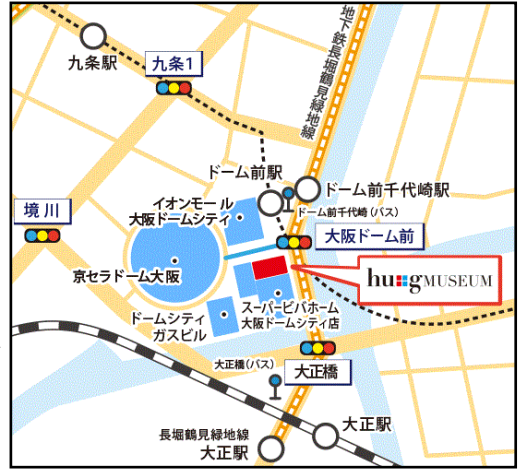 地下鉄長堀鶴見緑地線
九条駅
九条1
ドーム前駅
ドーム前千代崎駅
イオンモール
大阪ドームシティ
ドーム前千代崎(バス)
境川
大阪ドーム前
京セラドーム大阪
hu::gMUSEUM
ドームシティ
ガスビル
スーパービバホーム
大阪ドームシティ店
大正橋(バス)
大正橋
大正駅
長堀鶴見緑地線
大正駅